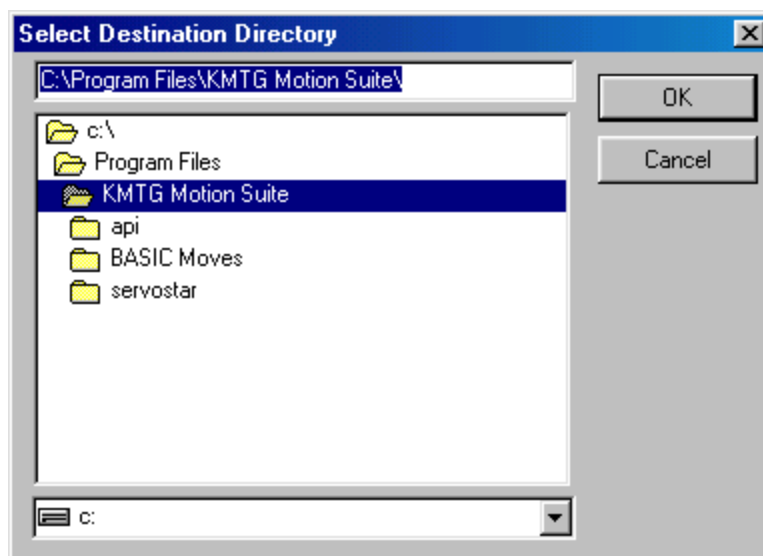 Select Destination Directory
C:\Program Files\KMTG Motion Suite\
OK
Cancel
c:\
Program Files
KMTG Motion Suite
api
BASIC Moves
servostar
c: